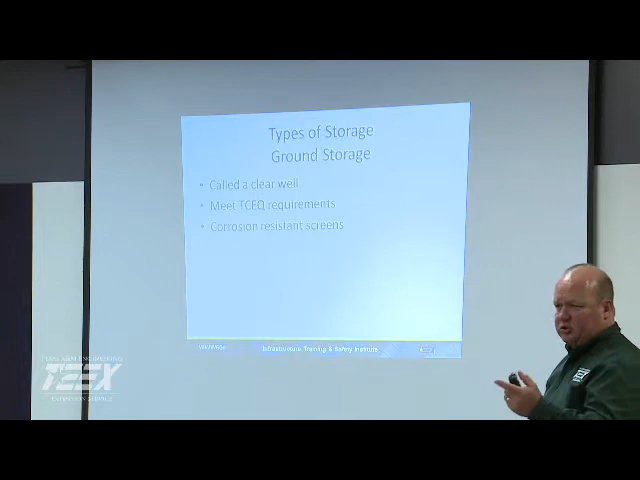 Types of Storage
Ground Storage
• Called a clear well
• Meet TCEQ requirements
• Corrosion resistant screens
Infrastructure Training & Safety Institute
TEXAS A&M ENGINEERING
TEEX
EXTENSION SERVICE
TEEX